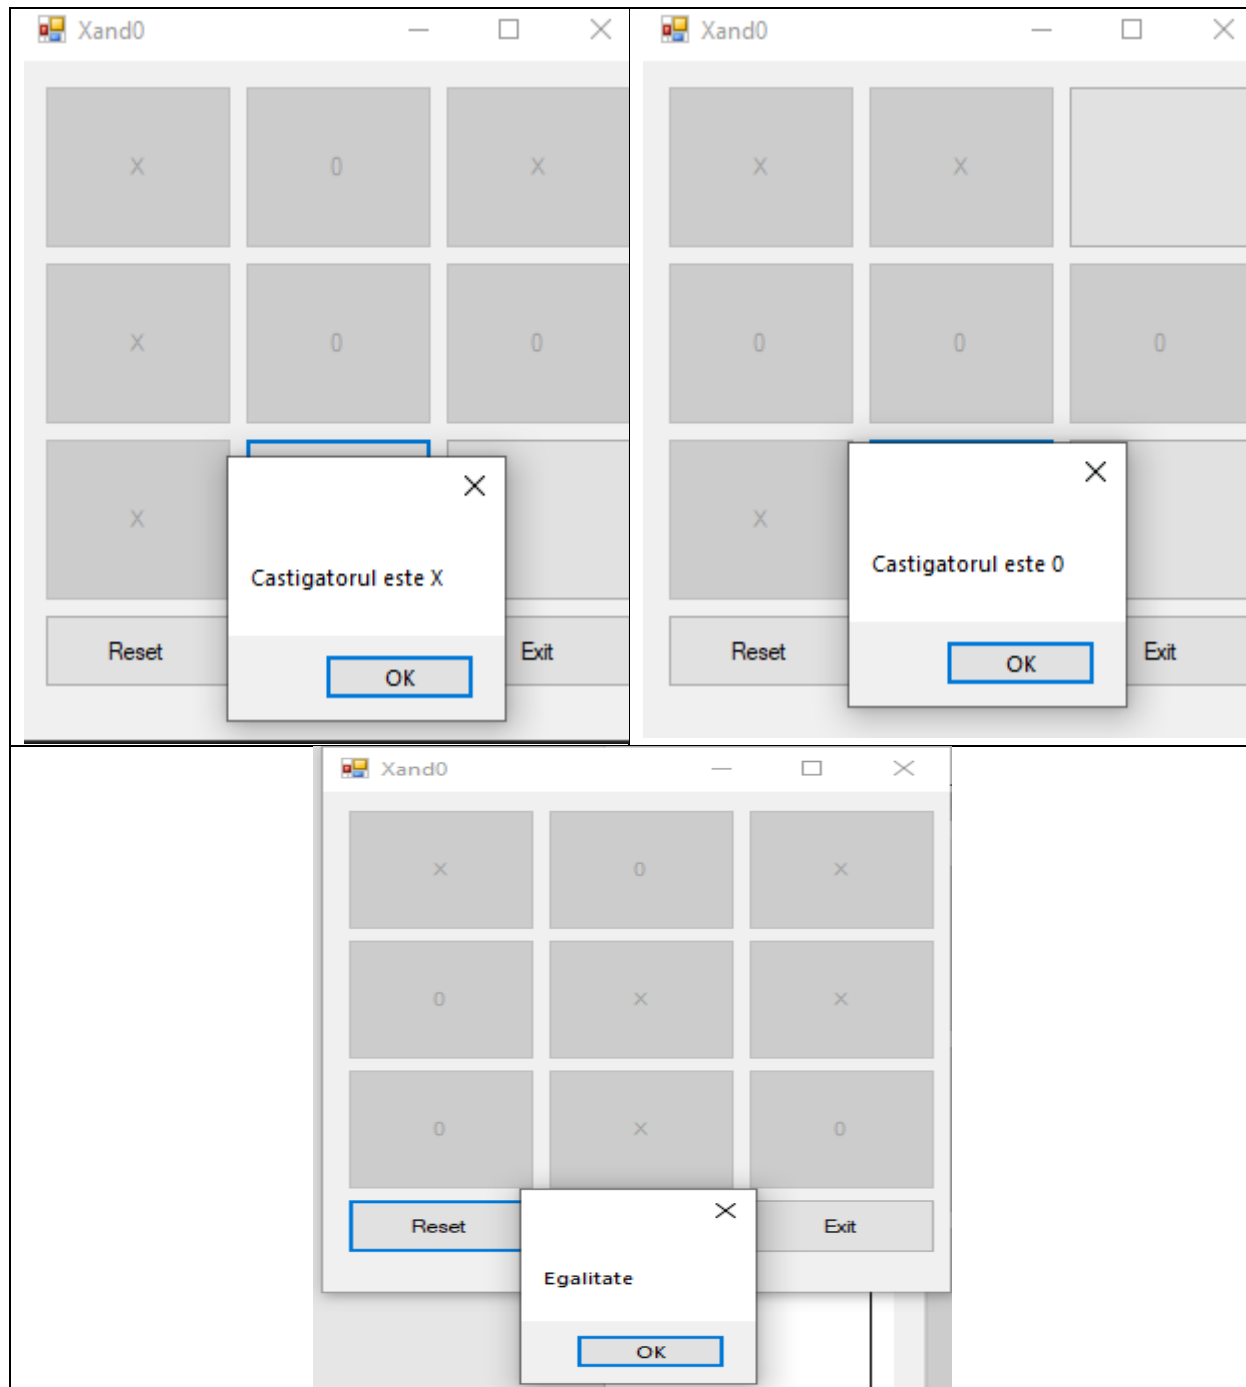 Xand0
X 0 X
X 0 0
X
Castigatorul este X
Reset Exit
OK
Xand0
X X
0 0 0
X
Castigatorul este 0
Reset Exit
OK
Xand0
X 0 X
0 X X
0 X 0
Reset Exit
Egalitate
OK